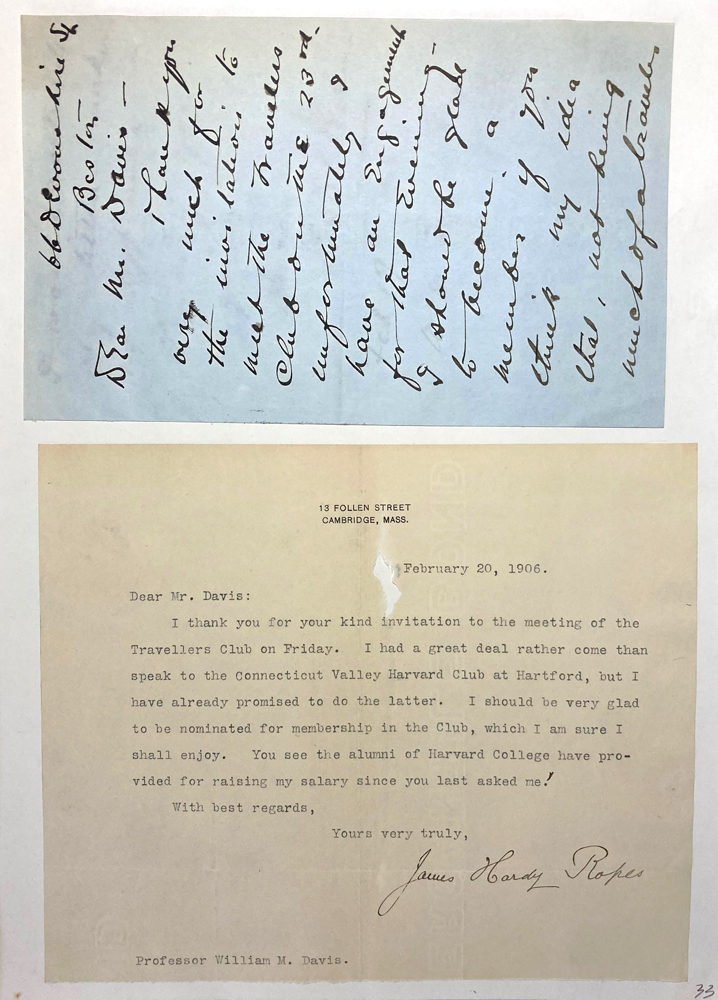 66 Devonshire St
Boston
Dear Mr. Davis –
Thank you
very much for
the invitation to
meet the Travellers
Club on the 23rd.
unfortunately I
have an Engagement
for that Evening –
I should be glad
to become a
member if you
think my idea
that, not being
much of a traveller
13 FOLLEN STREET
CAMBRIDGE, MASS.
February 20, 1906.
Dear Mr. Davis:
I thank you for your kind invitation to the meeting of the
Travellers Club on Friday. I had a great deal rather come than
speak to the Connecticut Valley Harvard Club at Hartford, but I
have already promised to do the latter. I should be very glad
to be nominated for membership in the Club, which I am sure I
shall enjoy. You see the alumni of Harvard College have pro-
vided for raising my salary since you last asked me!
With best regards,
Yours very truly,
James Hardy Ropes
Professor William M. Davis.
33